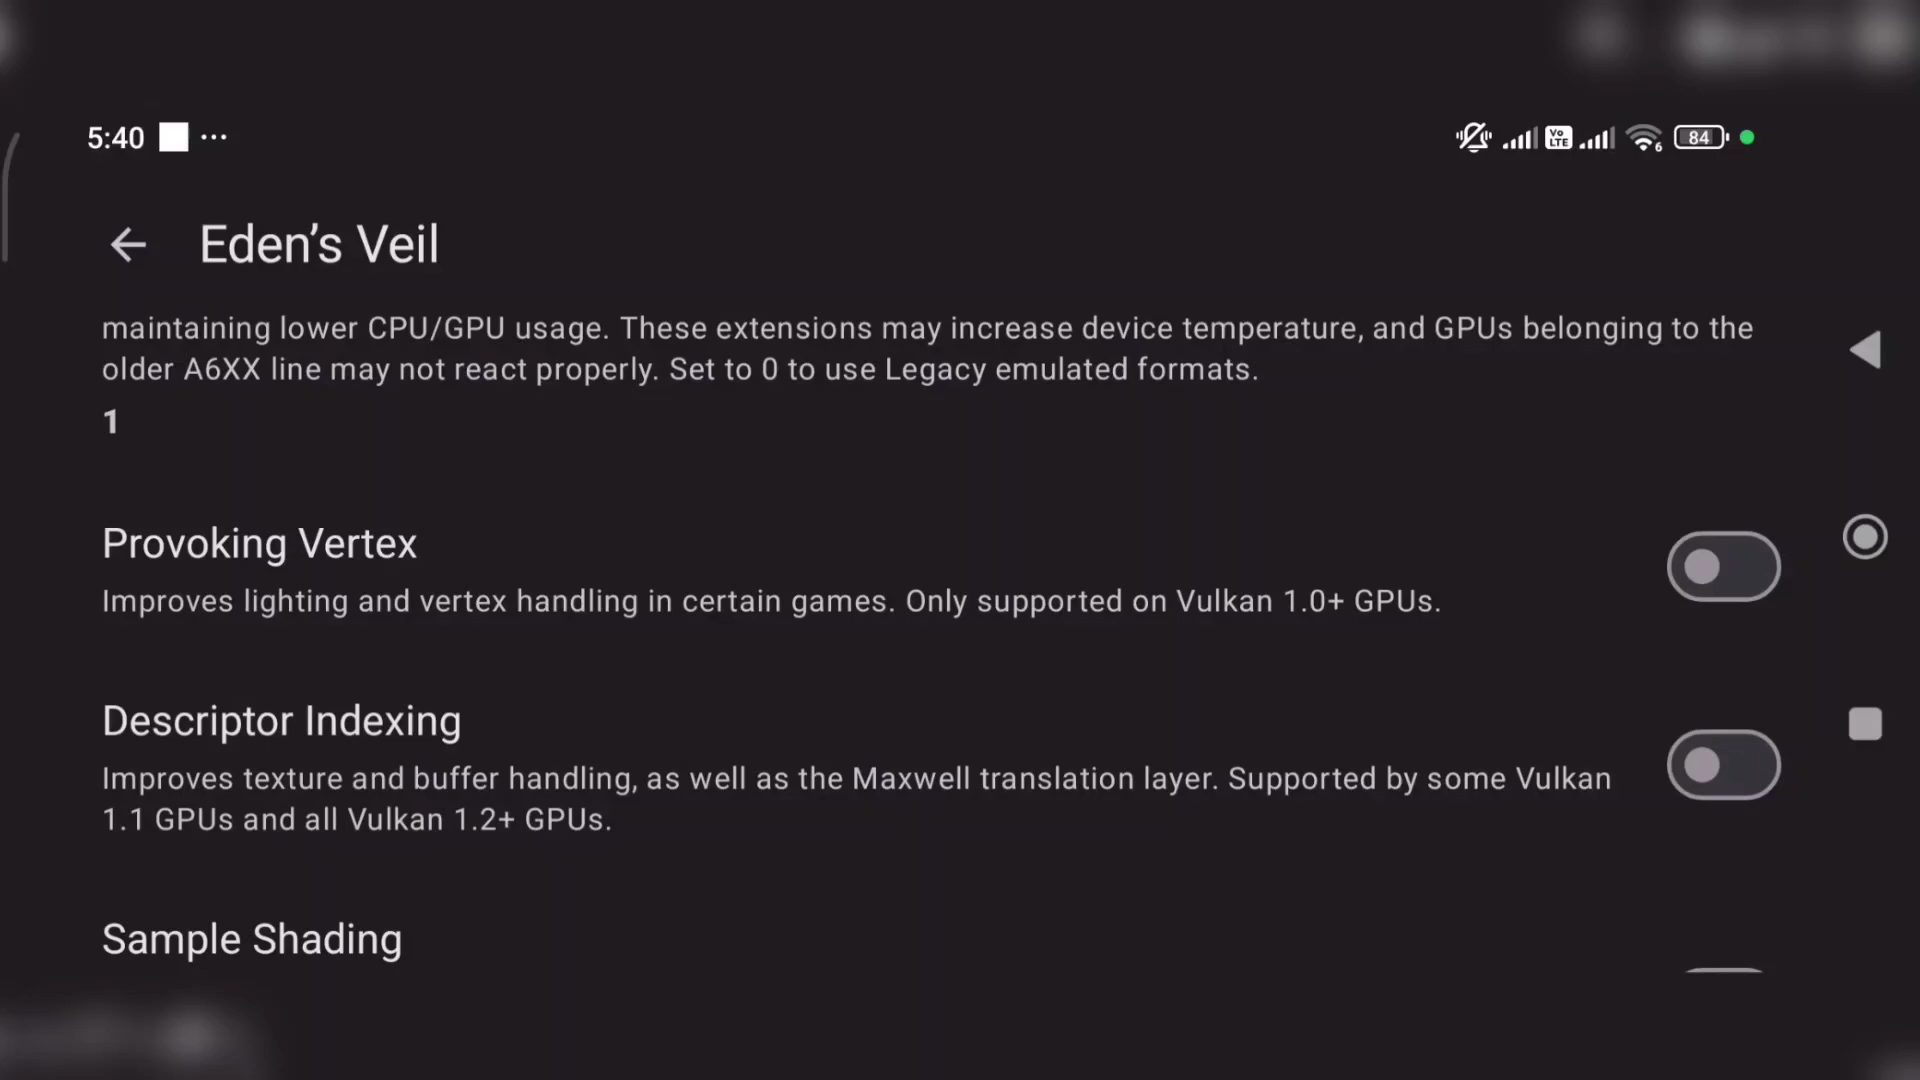 5:40 ...
Vo LTE 6 84
Eden’s Veil
maintaining lower CPU/GPU usage. These extensions may increase device temperature, and GPUs belonging to the
older A6XX line may not react properly. Set to 0 to use Legacy emulated formats.
1
Provoking Vertex
Improves lighting and vertex handling in certain games. Only supported on Vulkan 1.0+ GPUs.
Descriptor Indexing
Improves texture and buffer handling, as well as the Maxwell translation layer. Supported by some Vulkan
1.1 GPUs and all Vulkan 1.2+ GPUs.
Sample Shading